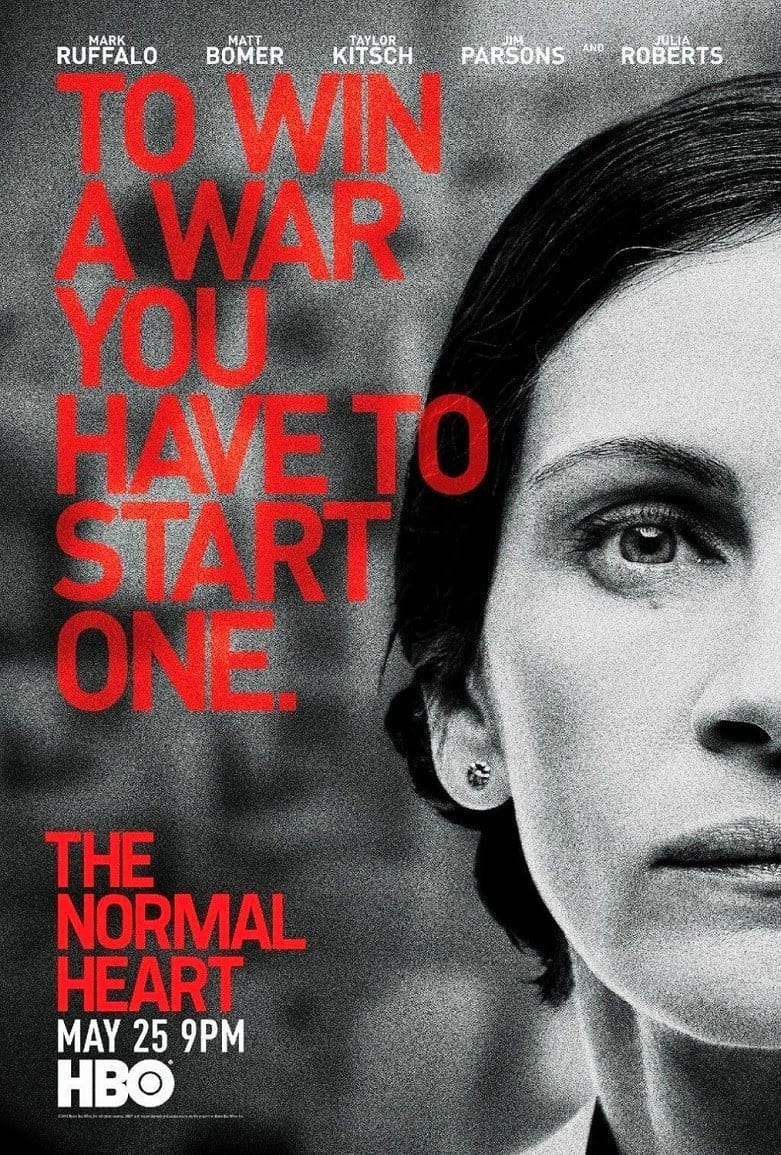 MARK RUFFALO MATT BOMER TAYLOR KITSCH JIM PARSONS AND JULIA ROBERTS
TO WIN
A WAR
YOU
HAVE TO
START
ONE.
THE
NORMAL
HEART
MAY 25 9PM
HBO